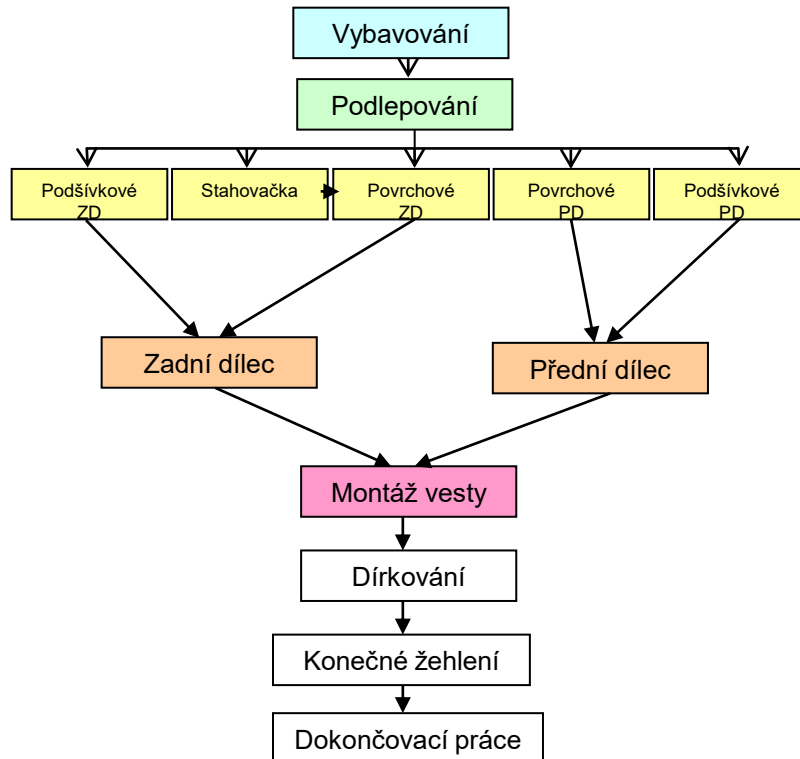 Vybavování
Podlepování
Podšívkové
ZD
Stahovačka
Povrchové
ZD
Povrchové
PD
Podšívkové
PD
Zadní dílec
Přední dílec
Montáž vesty
Dírkování
Konečné žehlení
Dokončovací práce